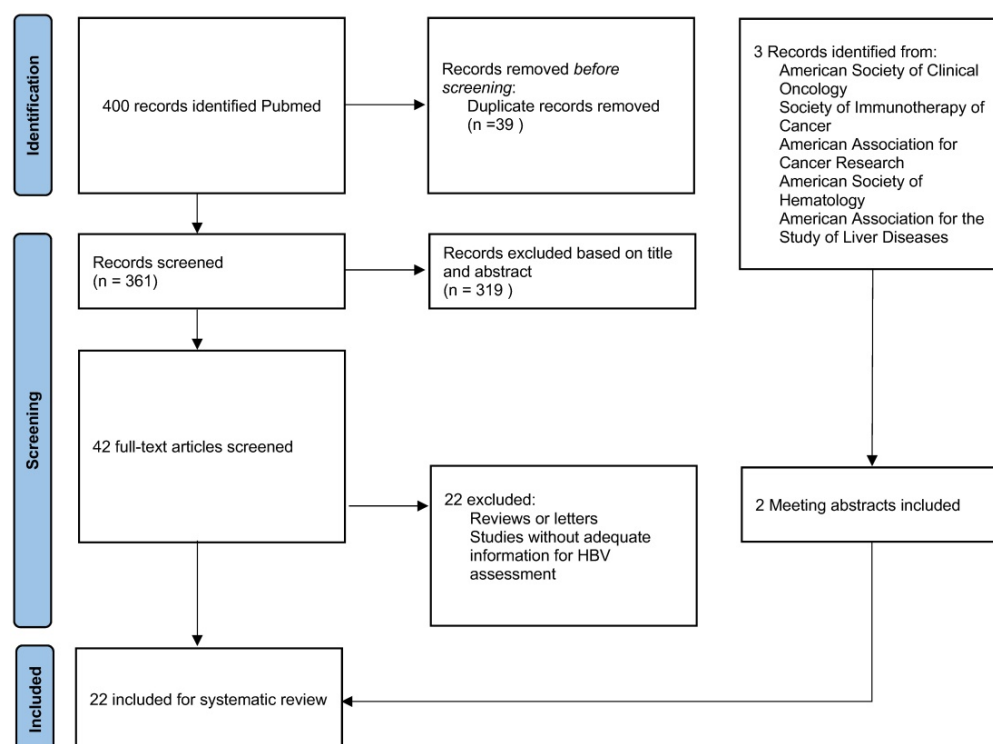 Identification
400 records identified Pubmed
Records removed before
screening:
Duplicate records removed
(n =39 )
3 Records identified from:
American Society of Clinical
Oncology
Society of Immunotherapy of
Cancer
American Association for
Cancer Research
American Society of
Hematology
American Association for the
Study of Liver Diseases
Screening
Records screened
(n = 361)
Records excluded based on title
and abstract
(n = 319 )
42 full-text articles screened
22 excluded:
Reviews or letters
Studies without adequate
information for HBV
assessment
2 Meeting abstracts included
Included
22 included for systematic review